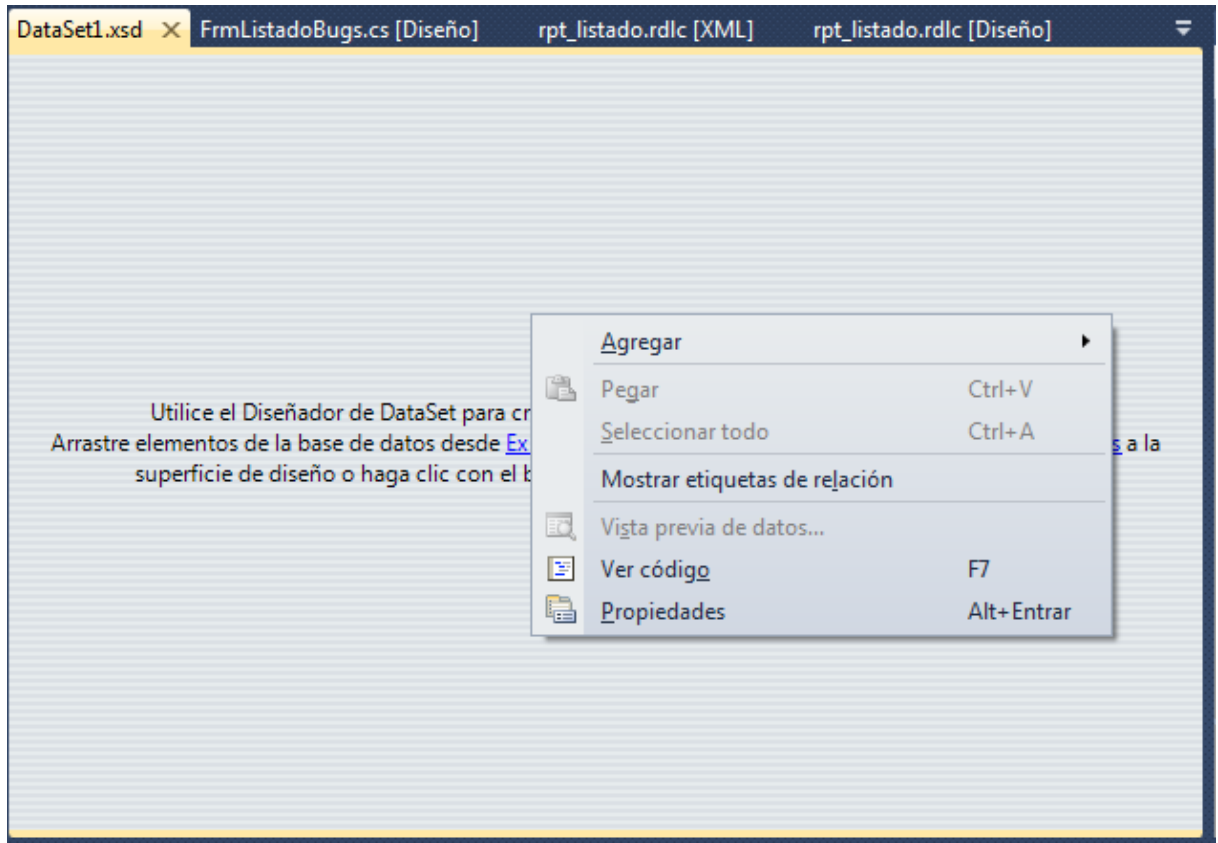 DataSet1.xsd FrmListadoBugs.cs [Diseño] rpt_listado.rdlc [XML] rpt_listado.rdlc [Diseño]
Agregar
Pegar Ctrl+V
Seleccionar todo Ctrl+A
Mostrar etiquetas de relación
Vista previa de datos...
Ver código F7
Propiedades Alt+Entrar
Utilice el Diseñador de DataSet para
Arrastre elementos de la base de datos desde a la
superficie de diseño o haga clic con el